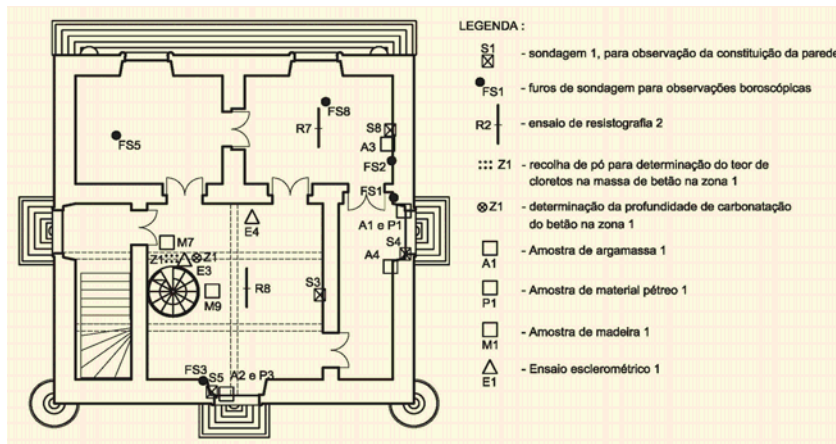 FS8
R7
S8
FS5
A3
FS2
FS1
E4
A1 e P1
M7
S4
Z1
Z1
A4
E3
S3
R8
M9
FS3
A2 e P3
S5
LEGENDA :
S1
- sondagem 1, para observação da constituição da parede
FS1
- furos de sondagem para observações boroscópicas
R2
- ensaio de resistografia 2
Z1
- recolha de pó para determinação do teor de
cloretos na massa de betão na zona 1
Z1
- determinação da profundidade de carbonatação
do betão na zona 1
- Amostra de argamassa 1
A1
- Amostra de material pétreo 1
P1
- Amostra de madeira 1
M1
- Ensaio esclerométrico 1
E1